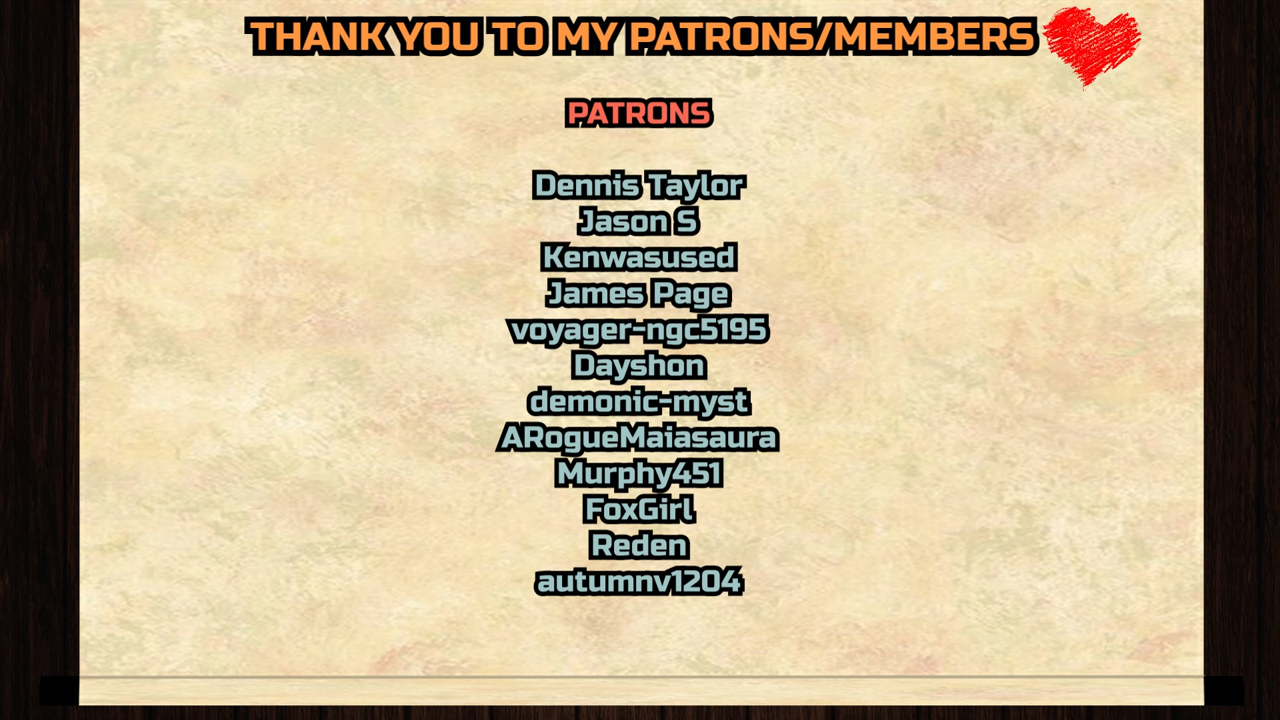 THANK YOU TO MY PATRONS/MEMBERS
PATRONS
Dennis Taylor
Jason S
Kenwasused
James Page
voyager-ngc5195
Dayshon
demonic-myst
ARogueMaiasaura
Murphy451
FoxGirl
Reden
autumnv1204